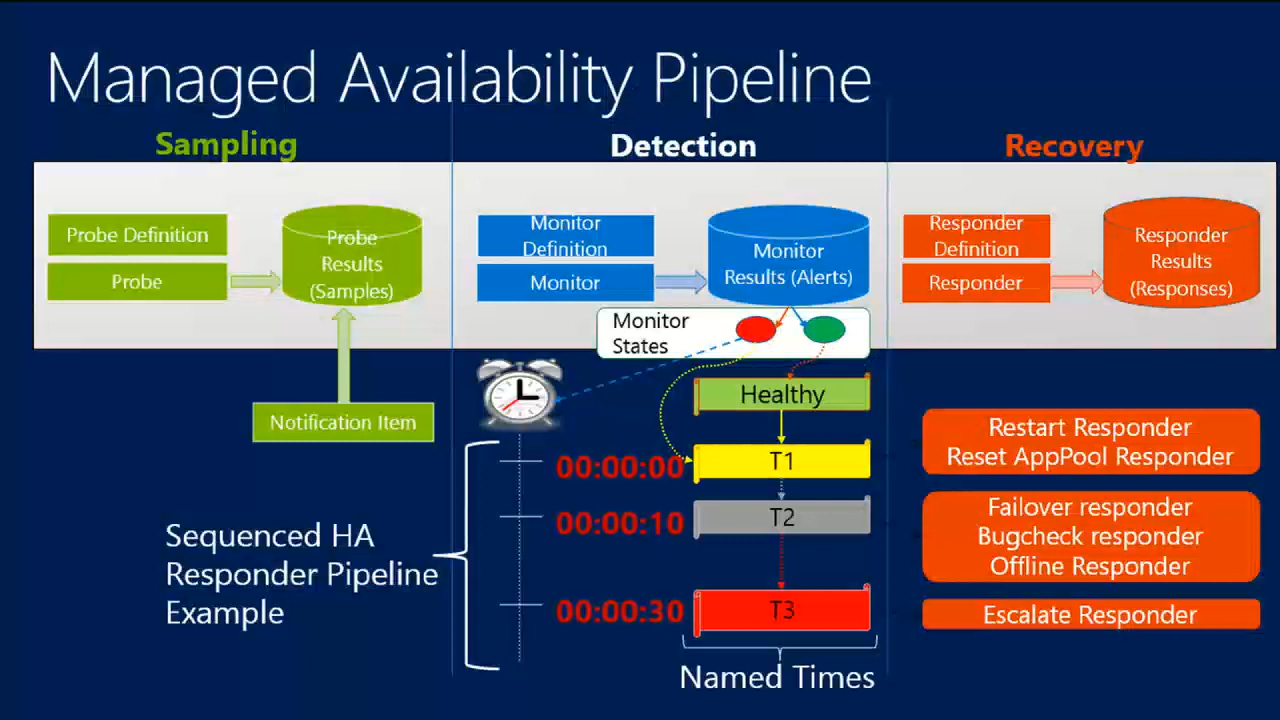 Managed Availability Pipeline
Sampling
Detection
Recovery
Probe Definition
Probe
Probe
Results
(Samples)
Notification Item
Monitor
Definition
Monitor
Monitor
Results (Alerts)
Monitor
States
Responder
Definition
Responder
Responder
Results
(Responses)
Healthy
00:00:00
T1
00:00:10
T2
00:00:30
T3
Named Times
Sequenced HA
Responder Pipeline
Example
Restart Responder
Reset AppPool Responder
Failover responder
Bugcheck responder
Offline Responder
Escalate Responder